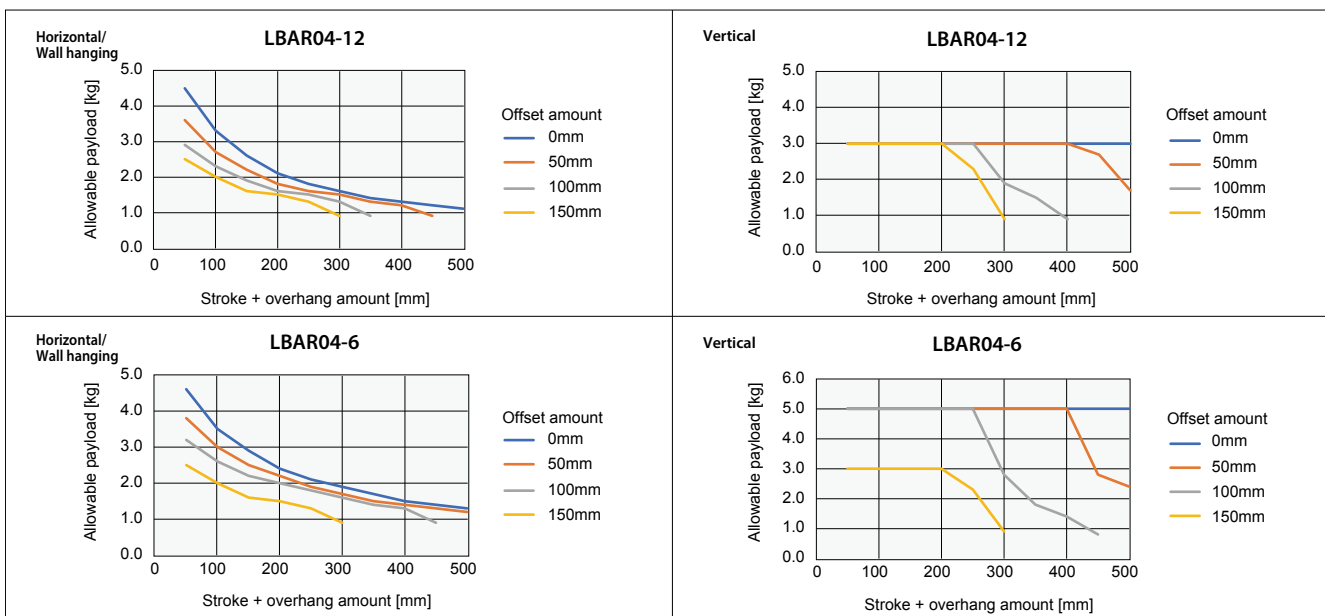 Horizontal/
Wall hanging
LBAR04-12
Allowable payload [kg]
5.0
4.0
3.0
2.0
1.0
0.0
0 100 200 300 400 500
Stroke + overhang amount [mm]
Offset amount
0mm
50mm
100mm
150mm
Vertical
LBAR04-12
Allowable payload [kg]
5.0
4.0
3.0
2.0
1.0
0.0
0 100 200 300 400 500
Stroke + overhang amount [mm]
Offset amount
0mm
50mm
100mm
150mm
Horizontal/
Wall hanging
LBAR04-6
Allowable payload [kg]
5.0
4.0
3.0
2.0
1.0
0.0
0 100 200 300 400 500
Stroke + overhang amount [mm]
Offset amount
0mm
50mm
100mm
150mm
Vertical
LBAR04-6
Allowable payload [kg]
6.0
5.0
4.0
3.0
2.0
1.0
0.0
0 100 200 300 400 500
Stroke + overhang amount [mm]
Offset amount
0mm
50mm
100mm
150mm